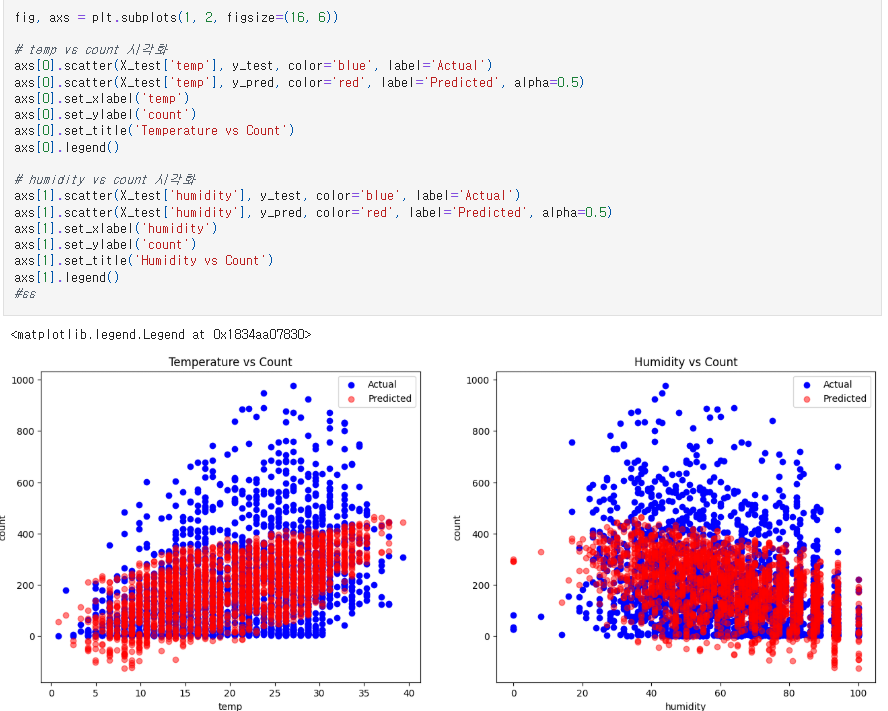 fig, axs = plt.subplots(1, 2, figsize=(16, 6))
# temp vs count 시각화
axs[0].scatter(X_test['temp'], y_test, color='blue', label='Actual')
axs[0].scatter(X_test['temp'], y_pred, color='red', label='Predicted', alpha=0.5)
axs[0].set_xlabel('temp')
axs[0].set_ylabel('count')
axs[0].set_title('Temperature vs Count')
axs[0].legend()
# humidity vs count 시각화
axs[1].scatter(X_test['humidity'], y_test, color='blue', label='Actual')
axs[1].scatter(X_test['humidity'], y_pred, color='red', label='Predicted', alpha=0.5)
axs[1].set_xlabel('humidity')
axs[1].set_ylabel('count')
axs[1].set_title('Humidity vs Count')
axs[1].legend()
#ss
<matplotlib.legend.Legend at 0x1834aa07830>
Temperature vs Count
Actual
Predicted
1000
800
600
400
200
0
count
0 5 10 15 20 25 30 35 40
temp
Humidity vs Count
Actual
Predicted
1000
800
600
400
200
0
count
0 20 40 60 80 100
humidity